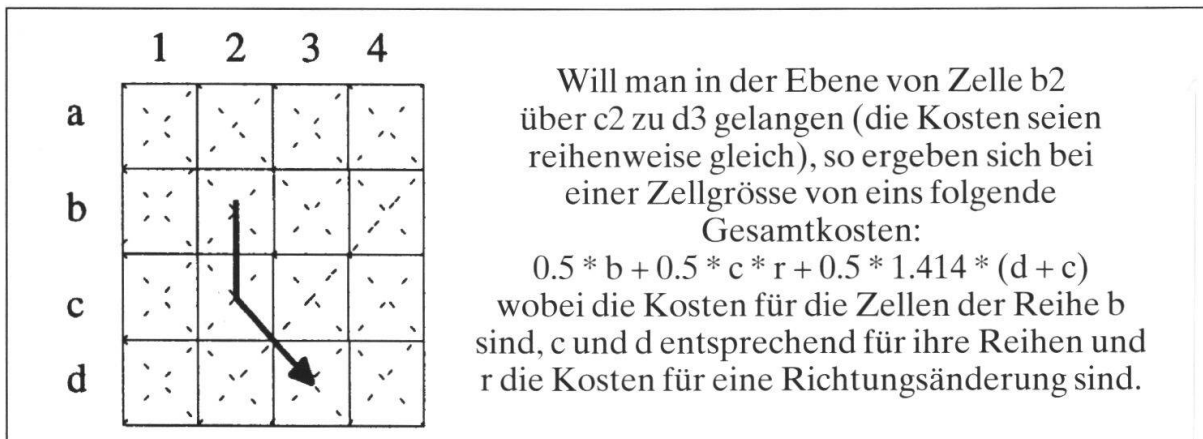 1 2 3 4
a
b
c
d
Will man in der Ebene von Zelle b2
über c2 zu d3 gelangen (die Kosten seien
reihenweise gleich), so ergeben sich bei
einer Zellgrösse von eins folgende
Gesamtkosten:
0.5 * b + 0.5 * c * r + 0.5 * 1.414 * (d + c)
wobei die Kosten für die Zellen der Reihe b
sind, c und d entsprechend für ihre Reihen und
r die Kosten für eine Richtungsänderung sind.